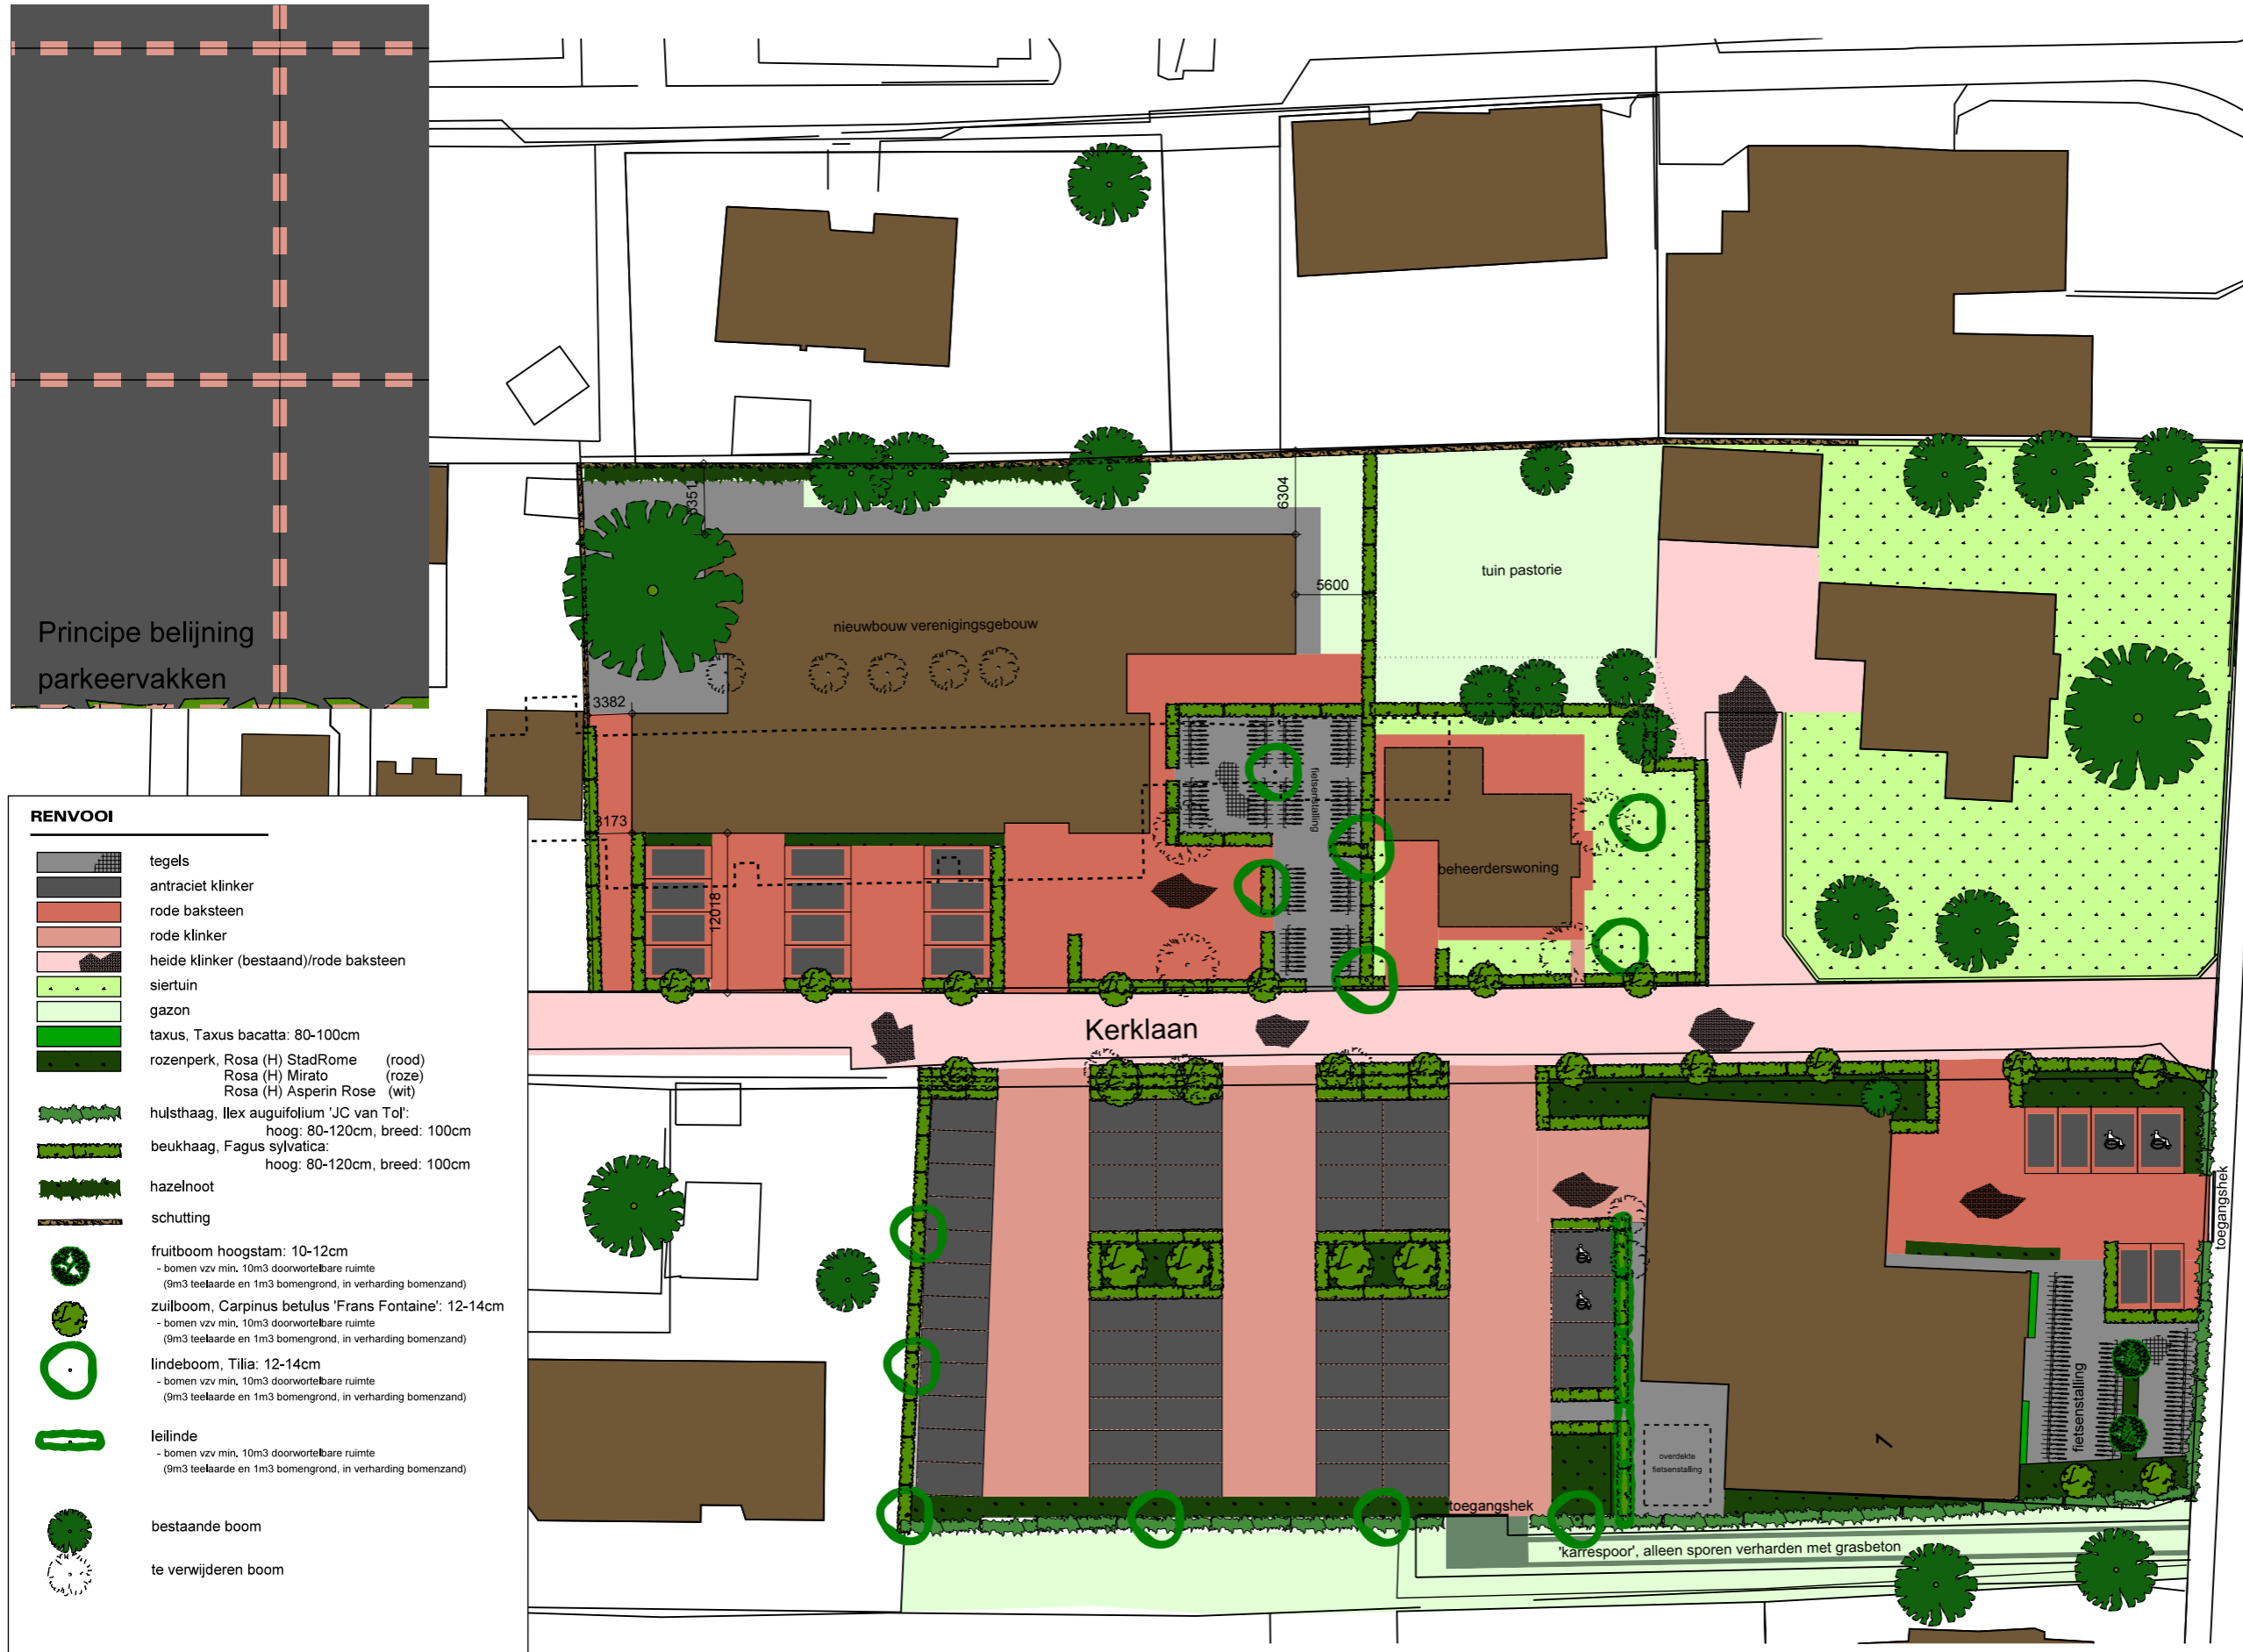 Principe belijning
parkeervakken
6304
5600
tuin pastorie
nieuwbouw verenigingsgebouw
3382
fietsenstalling
3173
12018
beheerderswoning
Kerklaan
toegangshek
fietsenstalling
1
overdekte
fietsenstalling
toegangshek
'karrespoor', alleen sporen verharden met grasbeton
RENVOOI
tegels
antraciet klinker
rode baksteen
rode klinker
heide klinker (bestaand)/rode baksteen
siertuin
gazon
taxus, Taxus bacatta: 80-100cm
rozenperk, Rosa (H) StadRome (rood)
Rosa (H) Mirato (roze)
Rosa (H) Asperin Rose (wit)
hulsthaag, Ilex auguifolium 'JC van Tol':
hoog: 80-120cm, breed: 100cm
beukhaag, Fagus sylvatica:
hoog: 80-120cm, breed: 100cm
hazelnoot
schutting
fruitboom hoogstam: 10-12cm
- bomen vzv min. 10m3 doorwortelbare ruimte
(9m3 teelaarde en 1m3 bomengrond, in verharding bomenzand)
zuilboom, Carpinus betulus 'Frans Fontaine': 12-14cm
- bomen vzv min. 10m3 doorwortelbare ruimte
(9m3 teelaarde en 1m3 bomengrond, in verharding bomenzand)
lindeboom, Tilia: 12-14cm
- bomen vzv min. 10m3 doorwortelbare ruimte
(9m3 teelaarde en 1m3 bomengrond, in verharding bomenzand)
leilinde
- bomen vzv min. 10m3 doorwortelbare ruimte
(9m3 teelaarde en 1m3 bomengrond, in verharding bomenzand)
bestaande boom
te verwijderen boom